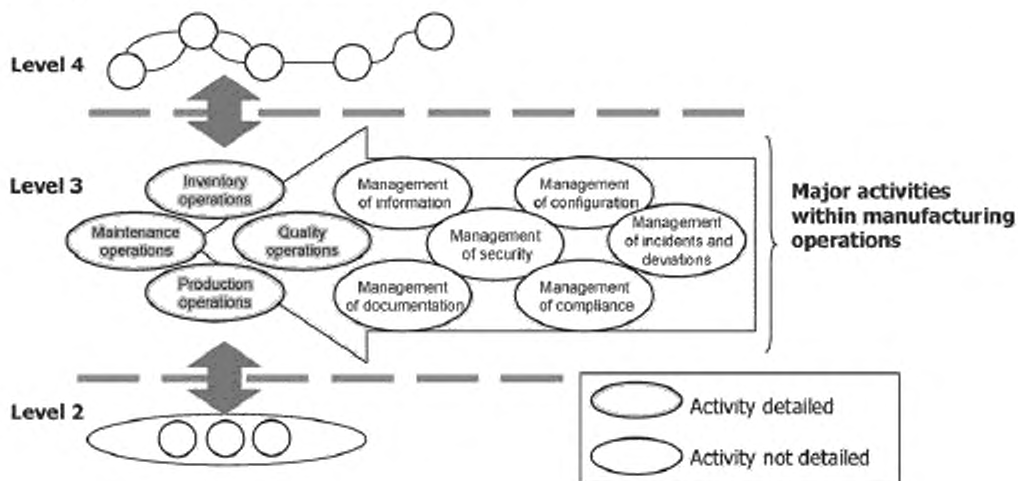 Level 4
Level 3
Inventory
operations
Maintenance
operations
Quality
operations
Production
operations
Management
of information
Management
of configuration
Management
of security
Management
of incidents and
deviations
Management
of documentation
Management
of compliance
Major activities
within manufacturing
operations
Level 2
Activity detailed
Activity not detailed